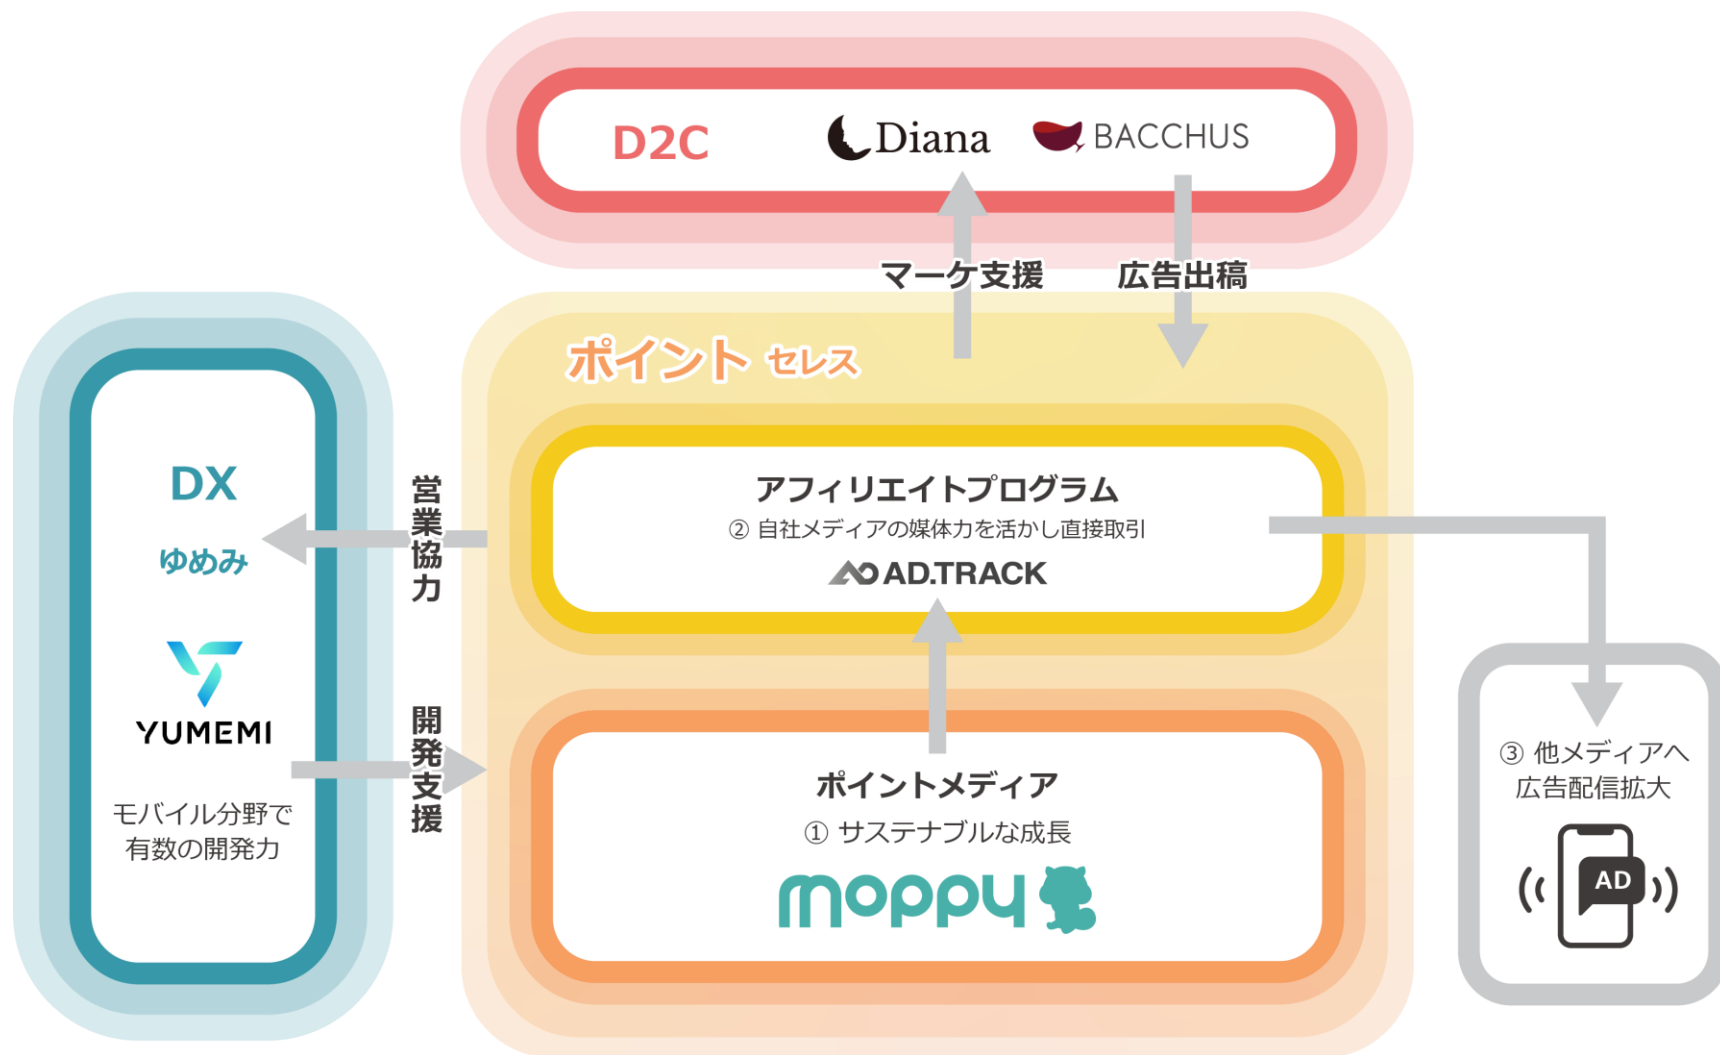 D2C
Diana
BACCHUS
マーケ支援
広告出稿
ポイント セレス
アフィリエイトプログラム
② 自社メディアの媒体力を活かし直接取引
AD.TRACK
ポイントメディア
① サステナブルな成長
moppy
DX
ゆめみ
YUMEMI
モバイル分野で
有数の開発力
営業協力
開発支援
③ 他メディアへ
広告配信拡大
AD